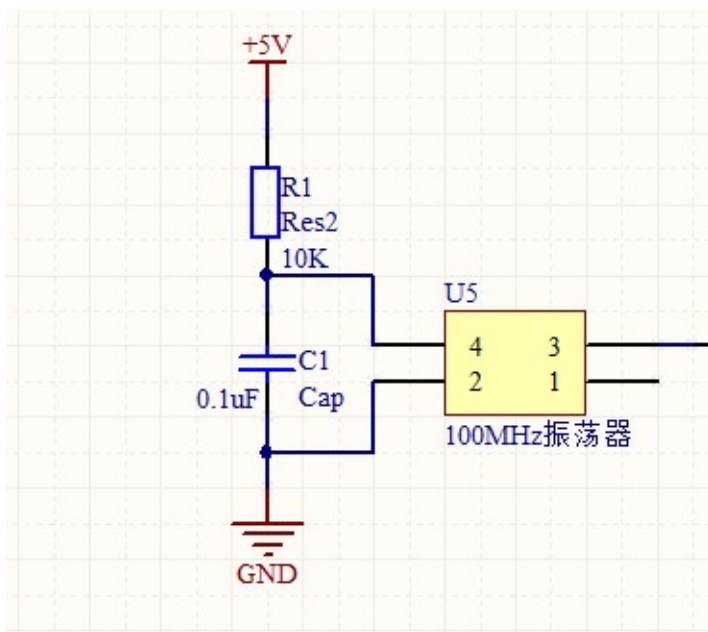 +5V
R1
Res2
10K
U5
4 3
C1
2 1
0.1uF
Cap
100MHz振荡器
GND